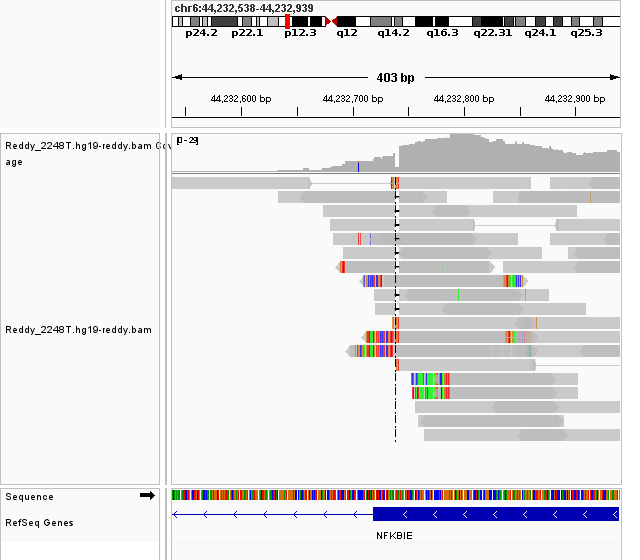 chr6:44,232,538-44,232,939
p24.2 p22.1 p12.3 q12 q14.2 q16.3 q22.31 q24.1 q25.3
403 bp
44,232,600 bp 44,232,700 bp 44,232,800 bp 44,232,900 bp
Reddy_2248T.hg19-reddy.bam Cov
age
[0-29]
Reddy_2248T.hg19-reddy.bam
Sequence
RefSeq Genes
NFKBIE